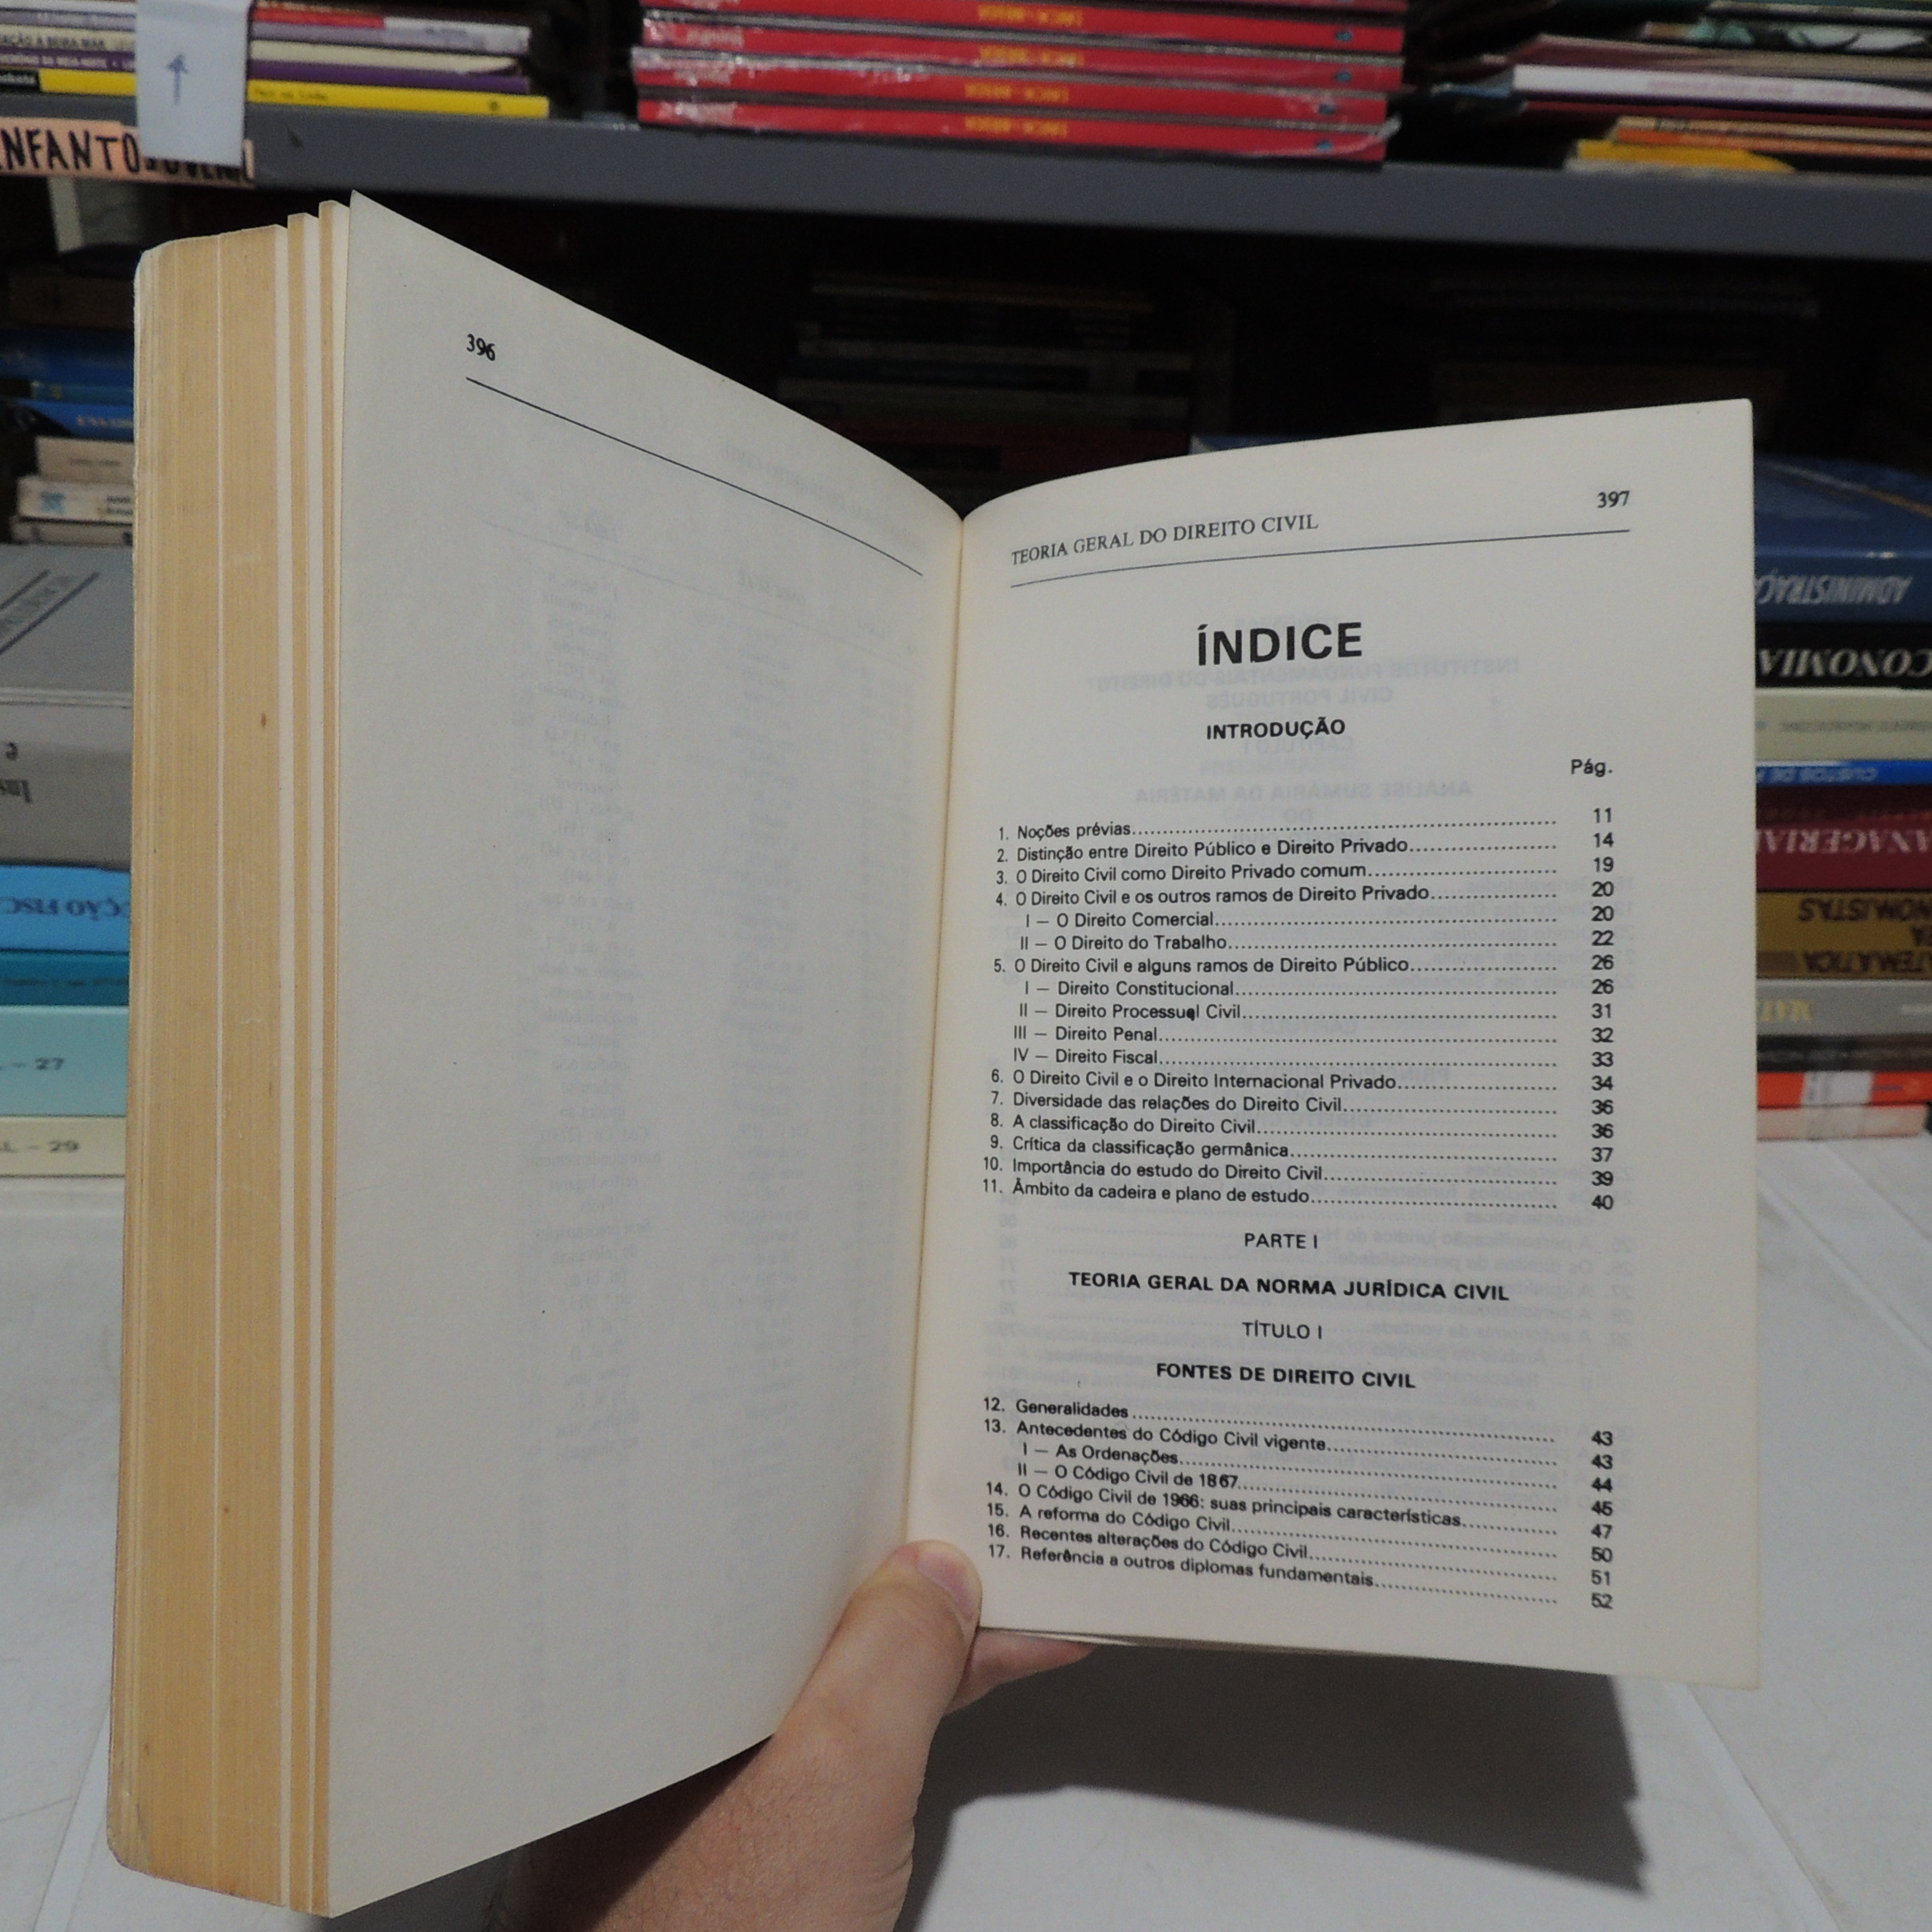 396
TEORIA GERAL DO DIREITO CIVIL 397
ÍNDICE
INTRODUÇÃO
Pág.
1. Noções prévias 11
2. Distinção entre Direito Público e Direito Privado 14
3. O Direito Civil como Direito Privado comum 19
4. O Direito Civil e os outros ramos de Direito Privado 20
I — O Direito Comercial 20
II — O Direito do Trabalho 22
5. O Direito Civil e alguns ramos de Direito Público 26
I — Direito Constitucional 26
II — Direito Processual Civil 31
III — Direito Penal 32
IV — Direito Fiscal 33
6. O Direito Civil e o Direito Internacional Privado 34
7. Diversidade das relações do Direito Civil 36
8. A classificação do Direito Civil 36
9. Crítica da classificação germânica 37
10. Importância do estudo do Direito Civil 39
11. Âmbito da cadeira e plano de estudo 40
PARTE I
TEORIA GERAL DA NORMA JURÍDICA CIVIL
TÍTULO I
FONTES DE DIREITO CIVIL
12. Generalidades 43
13. Antecedentes do Código Civil vigente 43
I — As Ordenações 44
II — O Código Civil de 1867 45
14. O Código Civil de 1966: suas principais características 47
15. A reforma do Código Civil 50
16. Recentes alterações do Código Civil 51
17. Referência a outros diplomas fundamentais 52
ADMINISTRAÇ
CONOMIA
ANAGERIAL
ONOMISTAS
TEMÁTICA
L - 27
L - 29